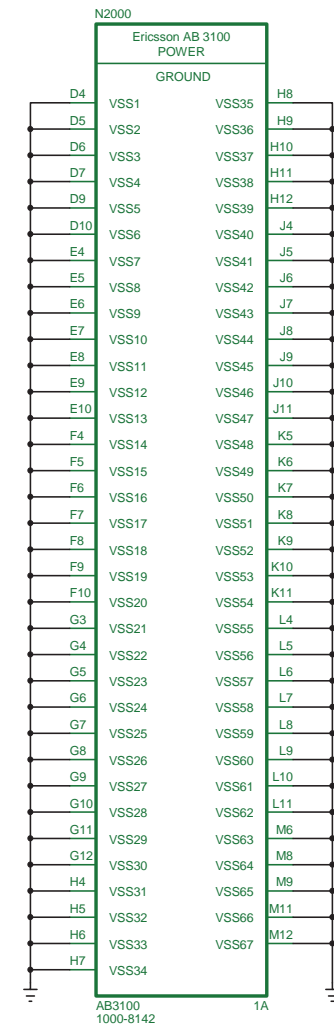 N2000
Ericsson AB 3100
POWER
GROUND
D4 VSS1 VSS35 H8
D5 VSS2 VSS36 H9
D6 VSS3 VSS37 H10
D7 VSS4 VSS38 H11
D9 VSS5 VSS39 H12
D10 VSS6 VSS40 J4
E4 VSS7 VSS41 J5
E5 VSS8 VSS42 J6
E6 VSS9 VSS43 J7
E7 VSS10 VSS44 J8
E8 VSS11 VSS45 J9
E9 VSS12 VSS46 J10
E10 VSS13 VSS47 J11
F4 VSS14 VSS48 K5
F5 VSS15 VSS49 K6
F6 VSS16 VSS50 K7
F7 VSS17 VSS51 K8
F8 VSS18 VSS52 K9
F9 VSS19 VSS53 K10
F10 VSS20 VSS54 K11
G3 VSS21 VSS55 L4
G4 VSS22 VSS56 L5
G5 VSS23 VSS57 L6
G6 VSS24 VSS58 L7
G7 VSS25 VSS59 L8
G8 VSS26 VSS60 L9
G9 VSS27 VSS61 L10
G10 VSS28 VSS62 L11
G11 VSS29 VSS63 M6
G12 VSS30 VSS64 M8
H4 VSS31 VSS65 M9
H5 VSS32 VSS66 M11
H6 VSS33 VSS67 M12
H7 VSS34
AB3100 1A
1000-8142